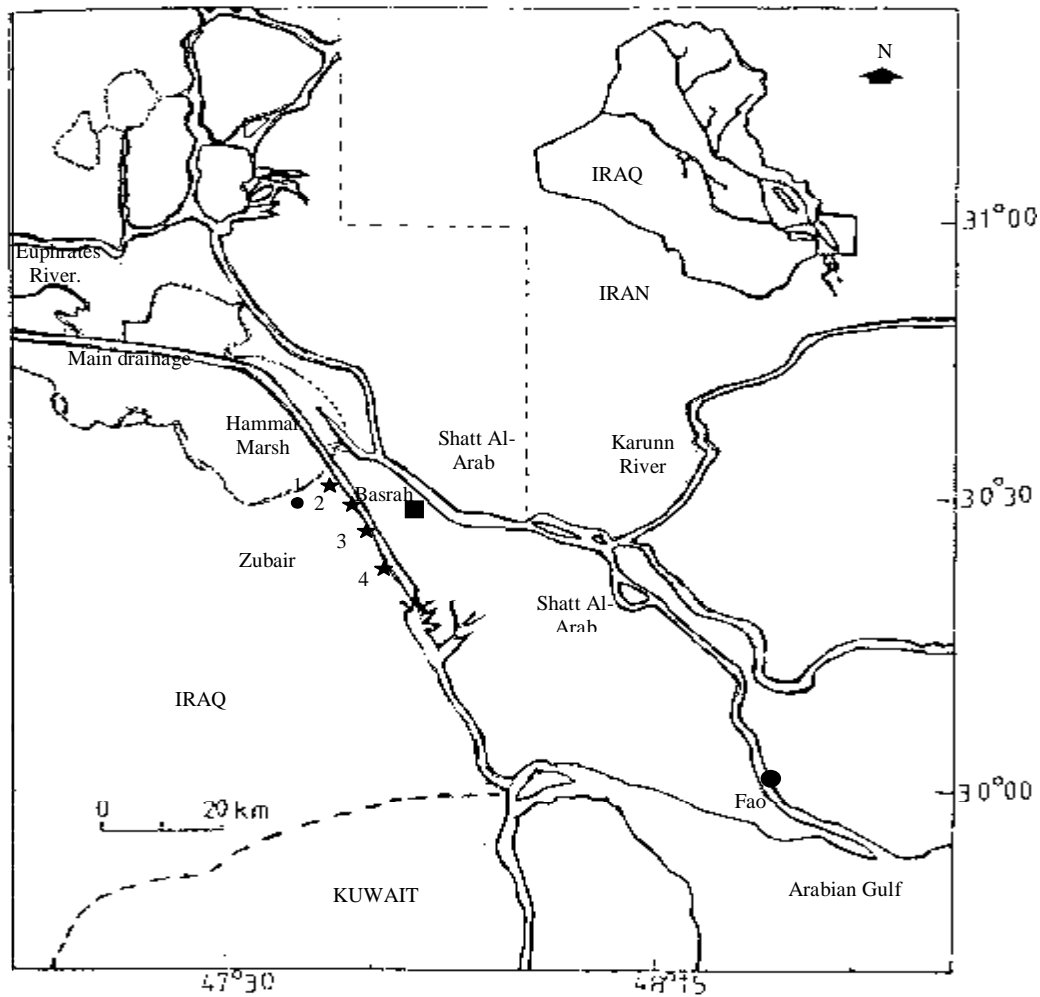 N
IRAQ
31°00
Euphrates
River.
IRAN
Main drainage
Hammar
Marsh
Shatt Al-
Arab
Karunn
River
1
Basrah
30°30
2
3
Zubair
4
Shatt Al-
Arab
IRAQ
0 20 km
Fao
30°00
KUWAIT
Arabian Gulf
47°30
48°15